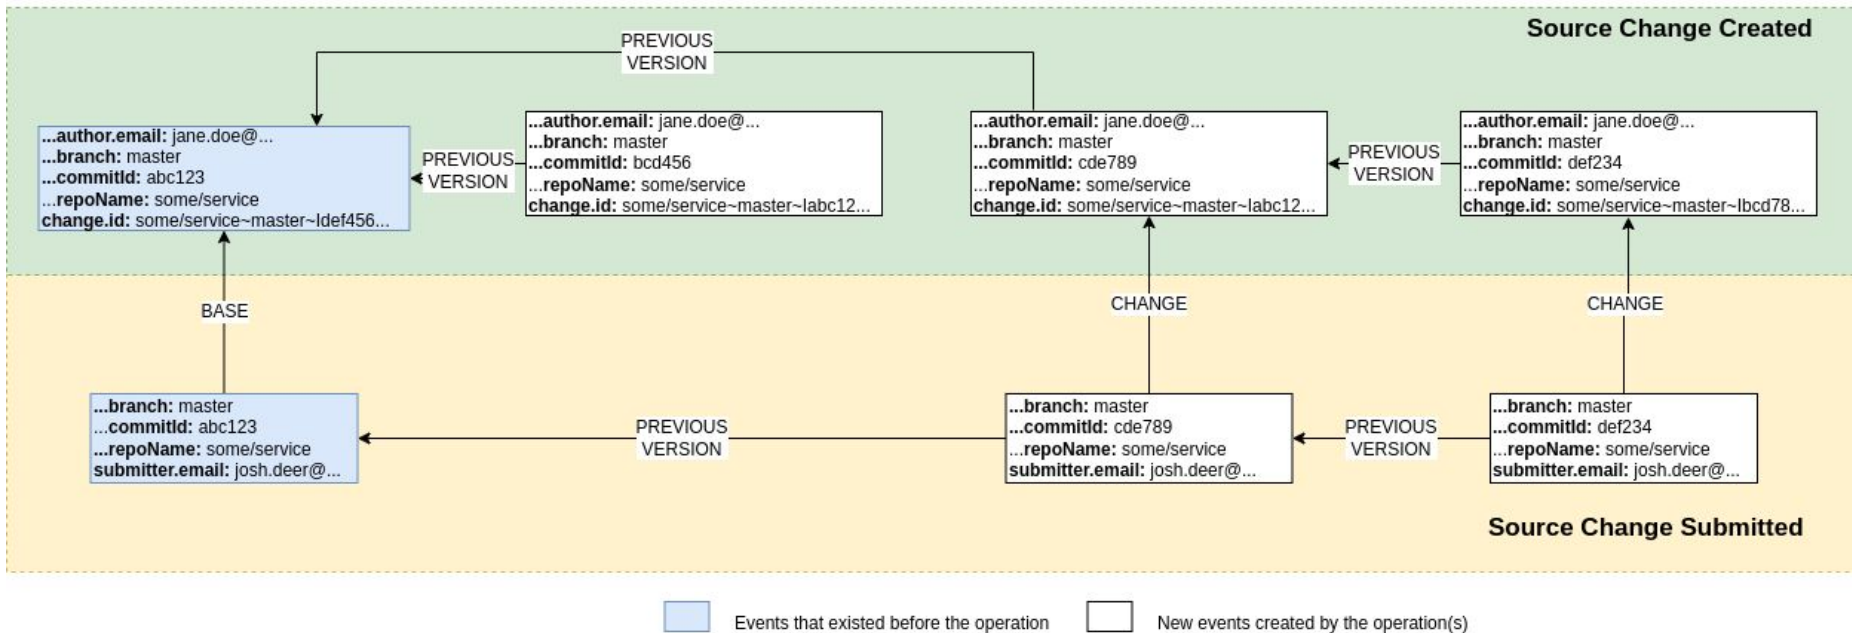 Source Change Created
PREVIOUS
VERSION
...author.email: jane.doe@...
...branch: master
...commitId: abc123
...repoName: some/service
change.id: some/service~master~Idef456...
PREVIOUS
VERSION
...author.email: jane.doe@...
...branch: master
...commitId: bcd456
...repoName: some/service
change.id: some/service~master~Iabc12...
...author.email: jane.doe@...
...branch: master
...commitId: cde789
...repoName: some/service
change.id: some/service~master~Iabc12...
PREVIOUS
VERSION
...author.email: jane.doe@...
...branch: master
...commitId: def234
...repoName: some/service
change.id: some/service~master~Ibcd78...
BASE
CHANGE
CHANGE
...branch: master
...commitId: abc123
...repoName: some/service
submitter.email: josh.deer@...
PREVIOUS
VERSION
...branch: master
...commitId: cde789
...repoName: some/service
submitter.email: josh.deer@...
PREVIOUS
VERSION
...branch: master
...commitId: def234
...repoName: some/service
submitter.email: josh.deer@...
Source Change Submitted
Events that existed before the operation
New events created by the operation(s)